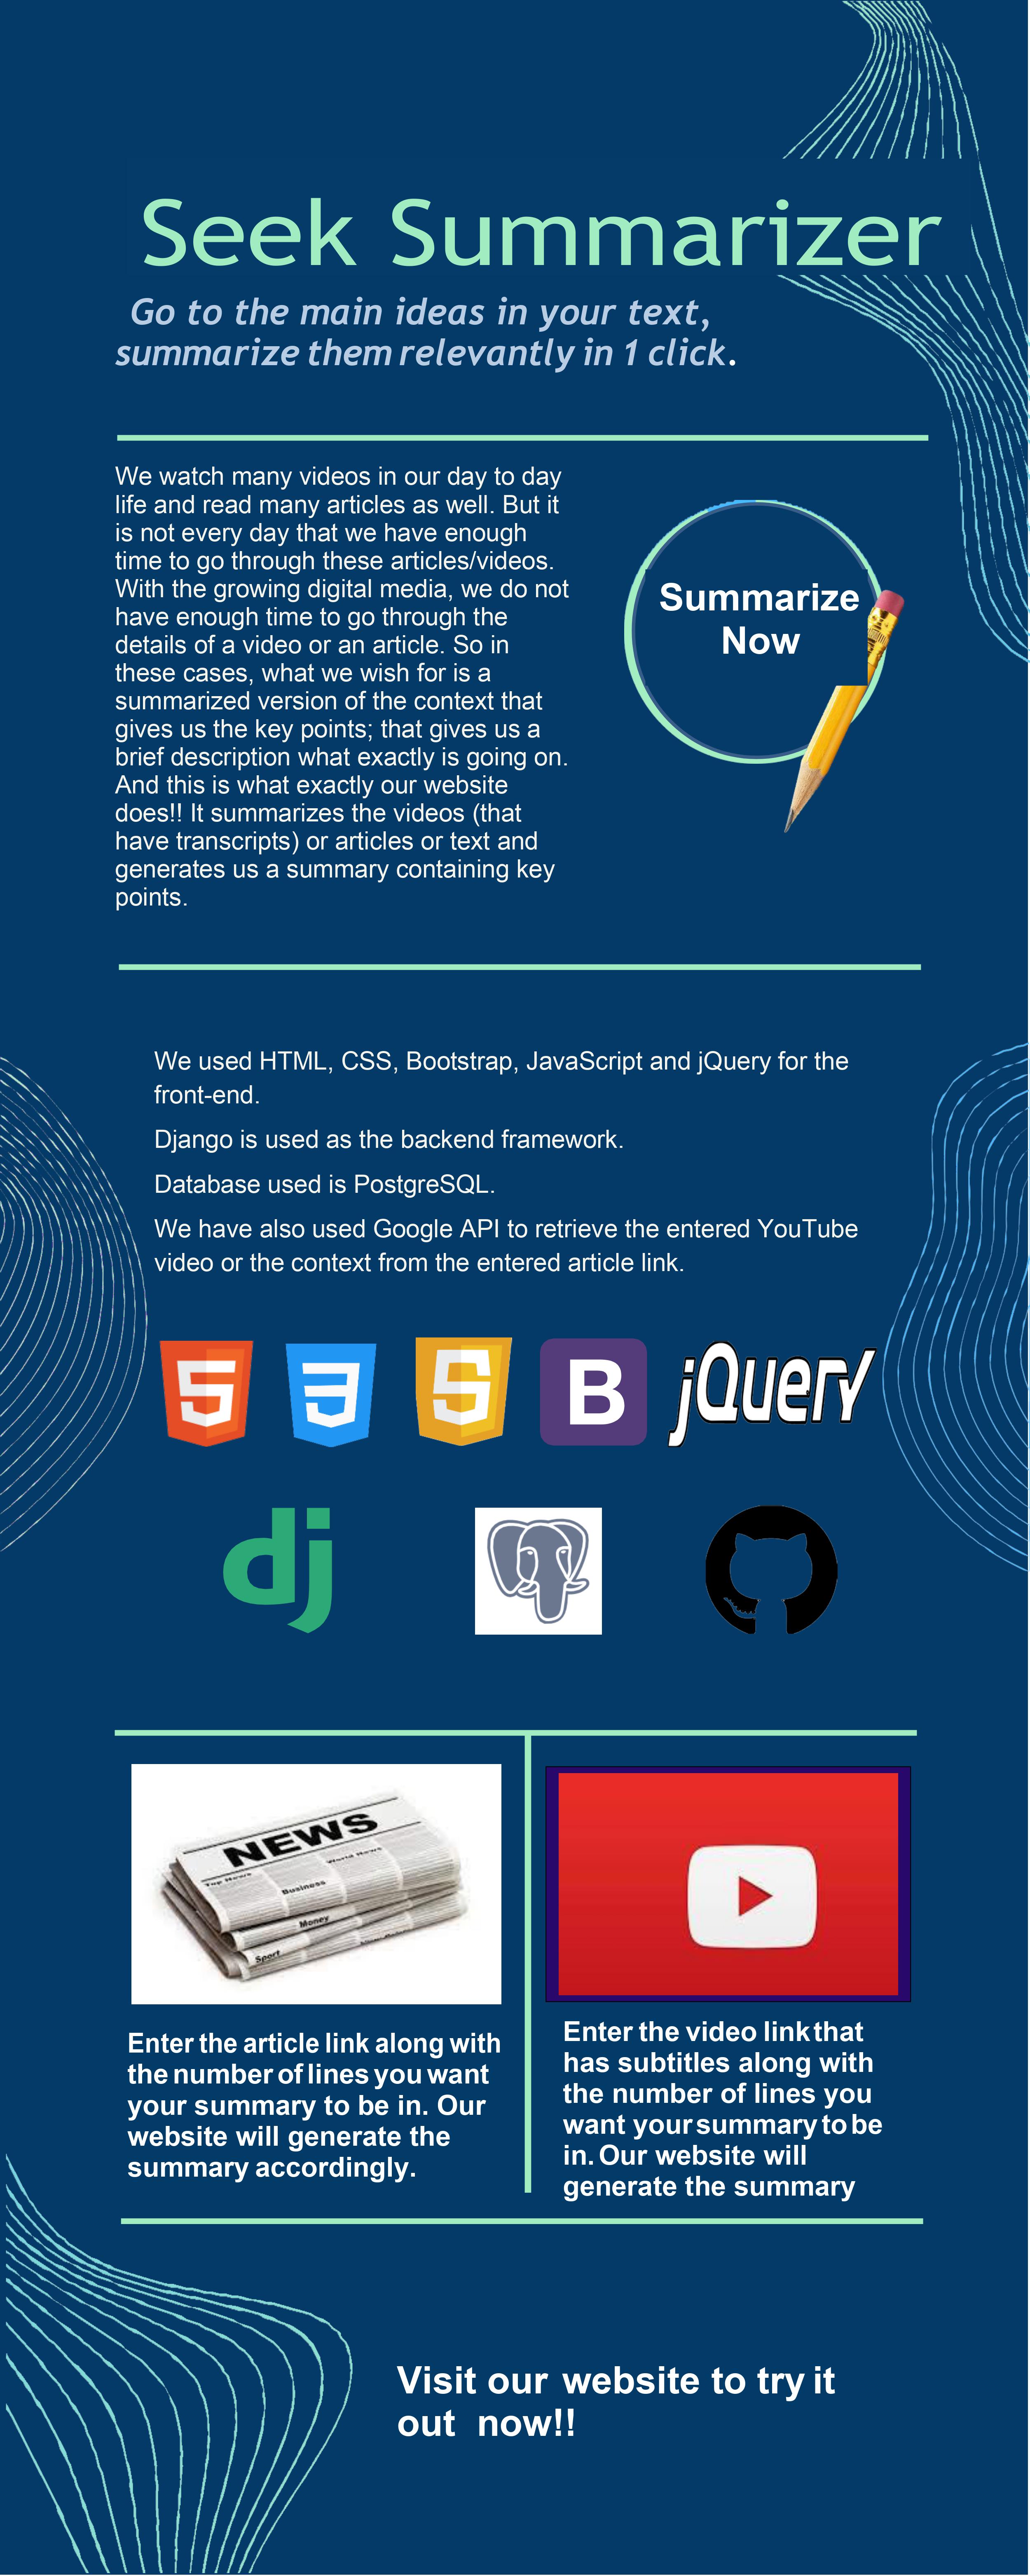 Seek Summarizer
Go to the main ideas in your text,
summarize them relevantly in 1 click.
We watch many videos in our day to day
life and read many articles as well. But it
is not every day that we have enough
time to go through these articles/videos.
With the growing digital media, we do not
have enough time to go through the
details of a video or an article. So in
these cases, what we wish for is a
summarized version of the context that
gives us the key points; that gives us a
brief description what exactly is going on.
And this is what exactly our website
does!! It summarizes the videos (that
have transcripts) or articles or text and
generates us a summary containing key
points.
Summarize
Now
We used HTML, CSS, Bootstrap, JavaScript and jQuery for the
front-end.
Django is used as the backend framework.
Database used is PostgreSQL.
We have also used Google API to retrieve the entered YouTube
video or the context from the entered article link.
5
3
5
B
jQuery
dj
NEWS
Top News
World News
Business
Money
Sport
Enter the article link along with
the number of lines you want
your summary to be in. Our
website will generate the
summary accordingly.
Enter the video link that
has subtitles along with
the number of lines you
want your summary to be
in. Our website will
generate the summary
Visit our website to try it
out now!!